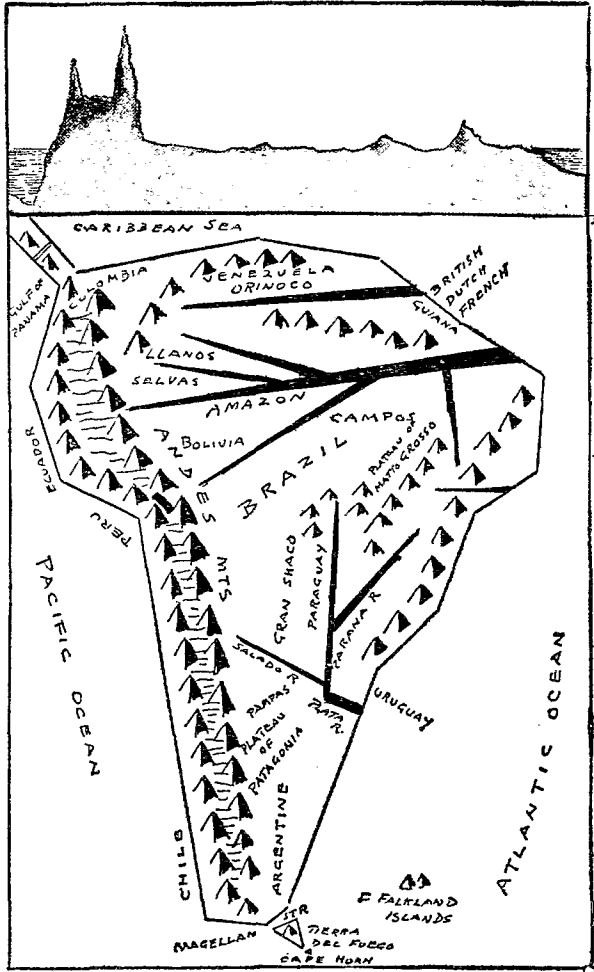 CARIBBEAN SEA
GULF OF
PANAMA
COLOMBIA
VENEZUELA
ORINOCO
BRITISH
DUTCH
FRENCH
GUIANA
LLANOS
SELVAS
AMAZON
CAMPOS
ECUADOR
BOLIVIA
ANDES MTS
BRAZIL
PLATEAU OF
MATTO GROSSO
PERU
PACIFIC OCEAN
GRAN SHACO
PARAGUAY
PARANA R
SALADO R
PAMPAS
PLATA
R.
URUGUAY
PLATEAU
OF
PATAGONIA
ATLANTIC OCEAN
CHILE
ARGENTINE
FALKLAND
ISLANDS
STR
MAGELLAN
TIERRA
DEL FUEGO
CAPE HORN